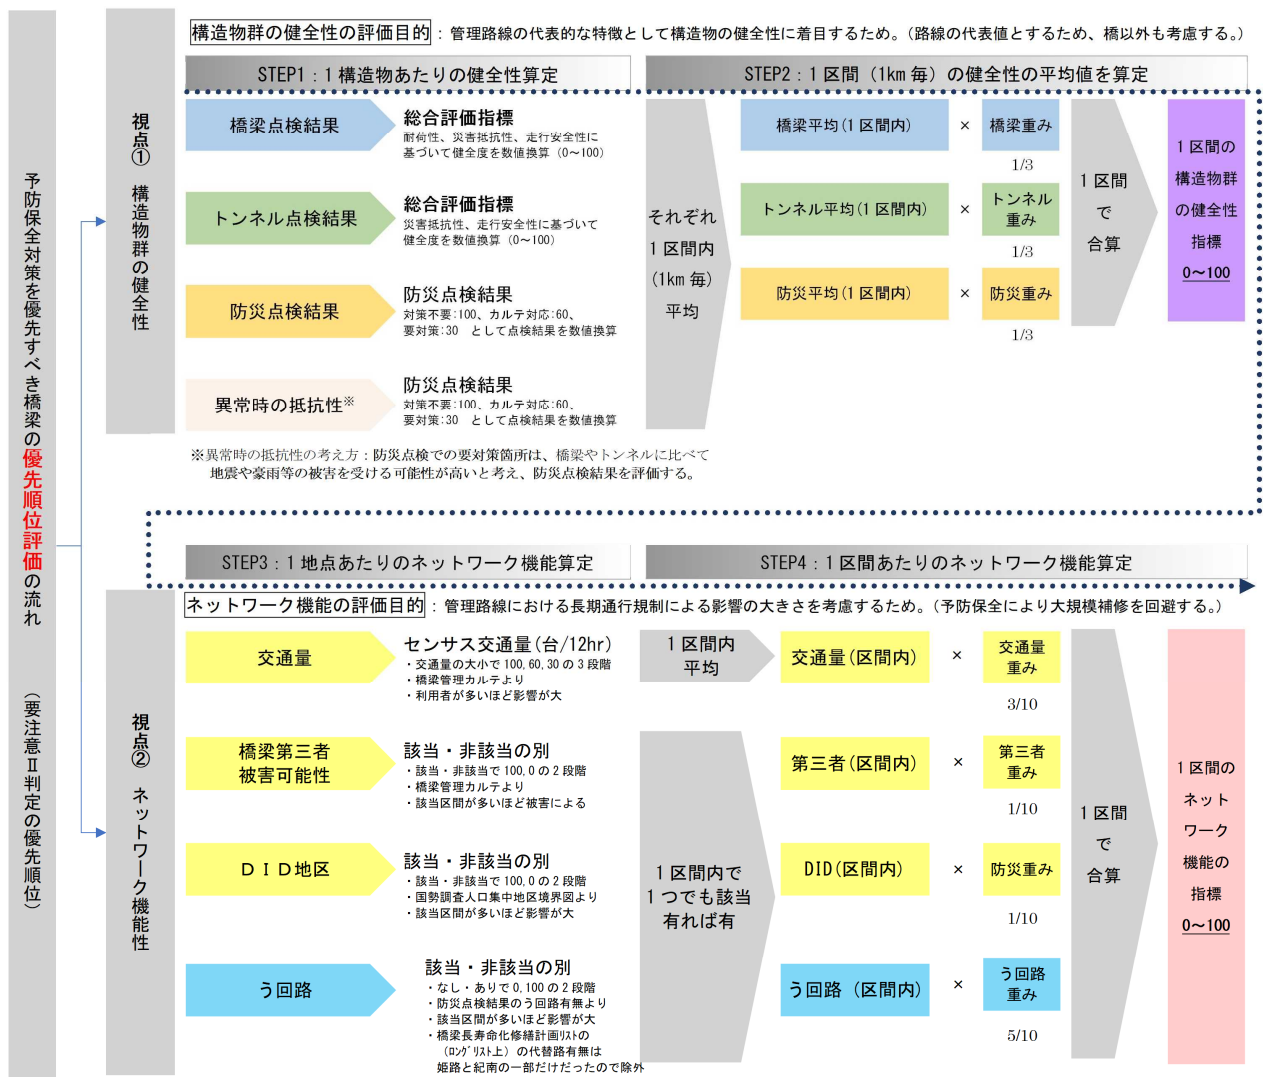 予防保全対策を優先すべき橋梁の優先順位評価の流れ (要注意Ⅱ判定の優先順位)
構造物群の健全性の評価目的：管理路線の代表的な特徴として構造物の健全性に着目するため。(路線の代表値とするため、橋以外も考慮する。)
視点① 構造物群の健全性
STEP1：1 構造物あたりの健全性算定
STEP2：1 区間（1km 毎）の健全性の平均値を算定
橋梁点検結果
総合評価指標
耐荷性、災害抵抗性、走行安全性に
基づいて健全度を数値換算（0～100）
トンネル点検結果
総合評価指標
災害抵抗性、走行安全性に基づいて
健全度を数値換算（0～100）
防災点検結果
防災点検結果
対策不要:100、カルテ対応:60、
要対策:30 として点検結果を数値換算
異常時の抵抗性※
防災点検結果
対策不要:100、カルテ対応:60、
要対策:30 として点検結果を数値換算
それぞれ
1 区間内
(1km 毎)
平均
橋梁平均(1 区間内) × 橋梁重み
1/3
トンネル平均(1 区間内) × トンネル
重み
1/3
防災平均(1 区間内) × 防災重み
1/3
1 区間
で
合算
1 区間の
構造物群
の健全性
指標
0～100
※異常時の抵抗性の考え方：防災点検での要対策箇所は、橋梁やトンネルに比べて
地震や豪雨等の被害を受ける可能性が高いと考え、防災点検結果を評価する。
STEP3：1 地点あたりのネットワーク機能算定
STEP4：1 区間あたりのネットワーク機能算定
視点② ネットワーク機能性
ネットワーク機能の評価目的：管理路線における長期通行規制による影響の大きさを考慮するため。(予防保全により大規模補修を回避する。)
交通量
センサス交通量(台/12hr)
・交通量の大小で 100, 60, 30 の 3 段階
・橋梁管理カルテより
・利用者が多いほど影響が大
橋梁第三者
被害可能性
該当・非該当の別
・該当・非該当で 100, 0 の 2 段階
・橋梁管理カルテより
・該当区間が多いほど被害による
ＤＩＤ地区
該当・非該当の別
・該当・非該当で 100, 0 の 2 段階
・国勢調査人口集中地区境界図より
・該当区間が多いほど影響が大
う回路
該当・非該当の別
・なし・ありで 0, 100 の 2 段階
・防災点検結果のう回路有無より
・該当区間が多いほど影響が大
・橋梁長寿命化修繕計画リストの
（ロングリスト上）の代替路有無は
姫路と紀南の一部だけだったので除外
1 区間内
平均
1 区間内で
1 つでも該当
有れば有
交通量(区間内) × 交通量
重み
3/10
第三者(区間内) × 第三者
重み
1/10
DID(区間内) × 防災重み
1/10
う回路（区間内） × う回路
重み
5/10
1 区間
で
合算
1 区間の
ネット
ワーク
機能の
指標
0～100